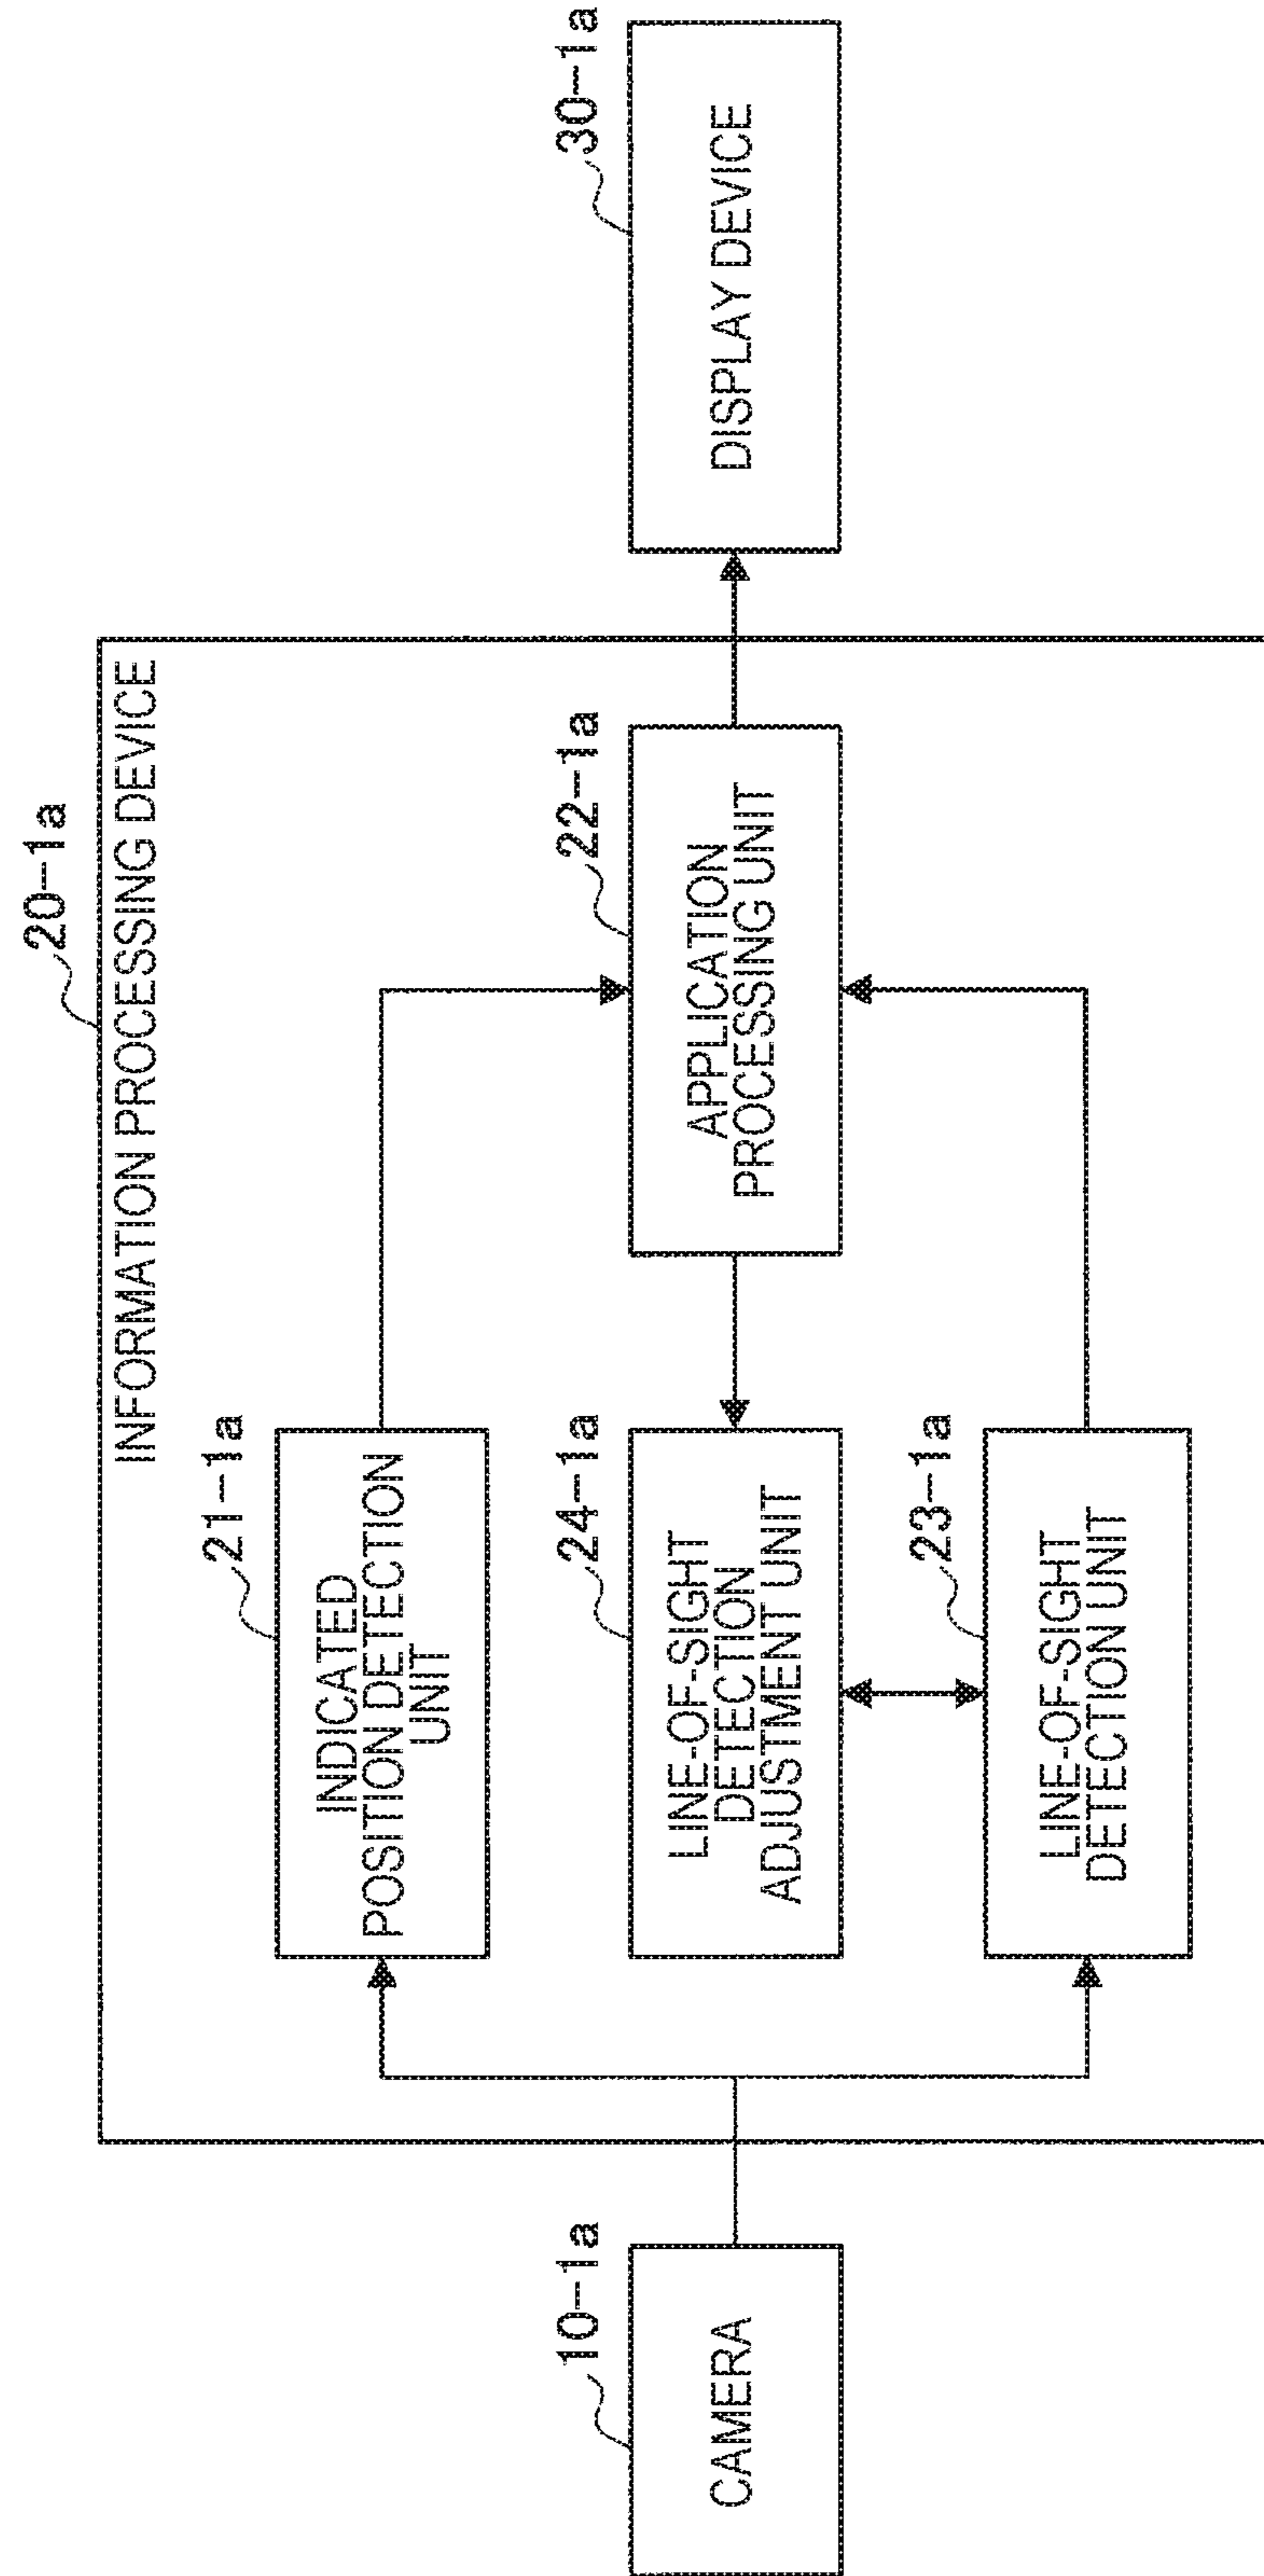 20-1a
INFORMATION PROCESSING DEVICE
21-1a
INDICATED
POSITION DETECTION
UNIT
10-1a
CAMERA
24-1a
LINE-OF-SIGHT
DETECTION
ADJUSTMENT UNIT
22-1a
APPLICATION
PROCESSING UNIT
30-1a
DISPLAY DEVICE
23-1a
LINE-OF-SIGHT
DETECTION UNIT